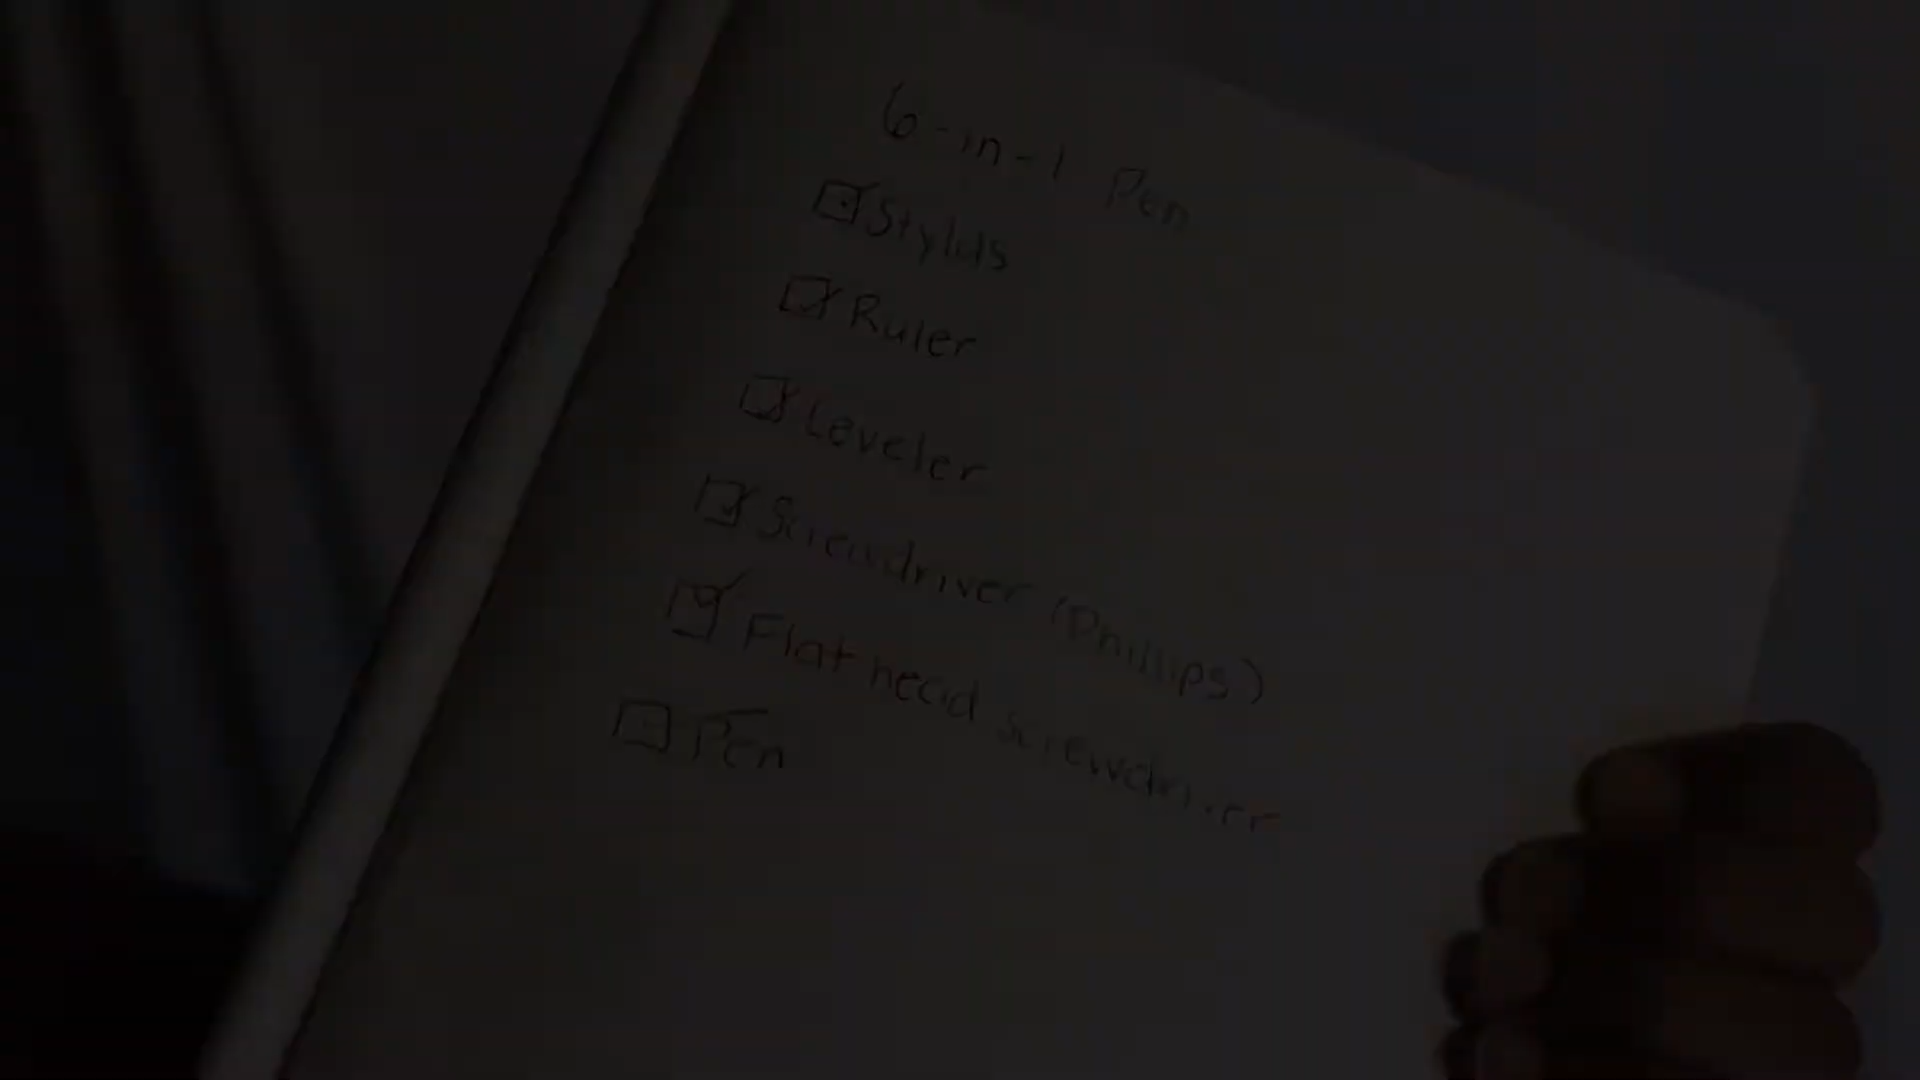 6-in-1 Pen
Stylus
Ruler
Leveler
Screwdriver (Phillips)
Flat head screwdriver
Pen